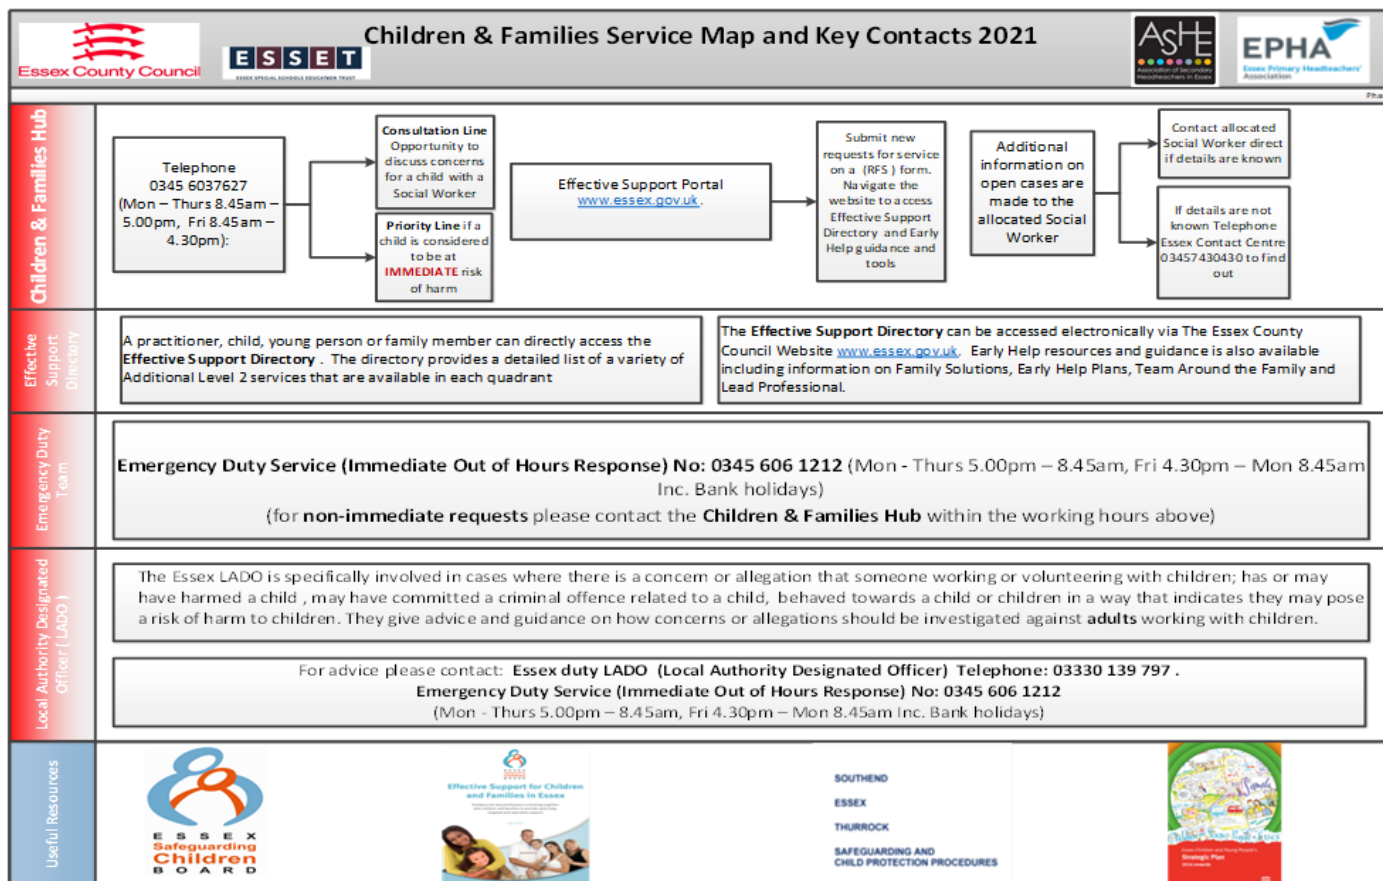 Children & Families Service Map and Key Contacts 2021
Essex County Council
ESSET
ESSEX SPECIAL SCHOOLS EDUCATION TRUST
ASHE
Association of Secondary
Headteachers in Essex
EPHA
Essex Primary Headteachers'
Association
Pha
Children & Families Hub
Telephone
0345 6037627
(Mon – Thurs 8.45am –
5.00pm, Fri 8.45am –
4.30pm):
Consultation Line
Opportunity to
discuss concerns
for a child with a
Social Worker
Priority Line if a
child is considered
to be at
IMMEDIATE risk
of harm
Effective Support Portal
www.essex.gov.uk .
Submit new
requests for service
on a (RFS ) form.
Navigate the
website to access
Effective Support
Directory and Early
Help guidance and
tools
Additional
information on
open cases are
made to the
allocated Social
Worker
Contact allocated
Social Worker direct
if details are known
If details are not
known Telephone
Essex Contact Centre
03457430430 to find
out
Effective
Support
Directory
A practitioner, child, young person or family member can directly access the
Effective Support Directory . The directory provides a detailed list of a variety of
Additional Level 2 services that are available in each quadrant
The Effective Support Directory can be accessed electronically via The Essex County
Council Website www.essex.gov.uk. Early Help resources and guidance is also available
including information on Family Solutions, Early Help Plans, Team Around the Family and
Lead Professional.
Emergency Duty
Team
Emergency Duty Service (Immediate Out of Hours Response) No: 0345 606 1212 (Mon - Thurs 5.00pm – 8.45am, Fri 4.30pm – Mon 8.45am
Inc. Bank holidays)
(for non-immediate requests please contact the Children & Families Hub within the working hours above)
Local Authority Designated
Officer ( LADO )
The Essex LADO is specifically involved in cases where there is a concern or allegation that someone working or volunteering with children; has or may
have harmed a child , may have committed a criminal offence related to a child, behaved towards a child or children in a way that indicates they may pose
a risk of harm to children. They give advice and guidance on how concerns or allegations should be investigated against adults working with children.
For advice please contact: Essex duty LADO (Local Authority Designated Officer) Telephone: 03330 139 797 .
Emergency Duty Service (Immediate Out of Hours Response) No: 0345 606 1212
(Mon - Thurs 5.00pm – 8.45am, Fri 4.30pm – Mon 8.45am Inc. Bank holidays)
Useful Resources
ESSEX
Safeguarding
Children
BOARD
Effective Support for Children
and Families in Essex
SOUTHEND
ESSEX
THURROCK
SAFEGUARDING AND
CHILD PROTECTION PROCEDURES
Essex Children and Young People's
Strategic Plan